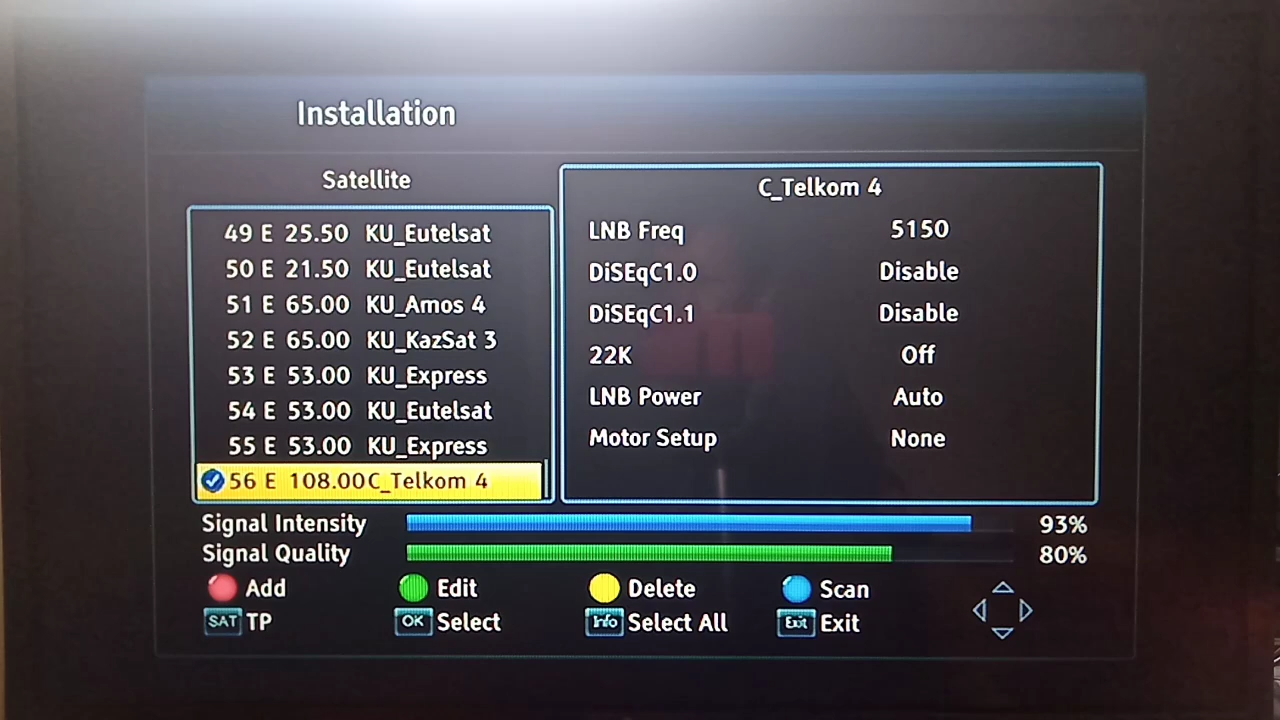 Installation
Satellite
49 E 25.50 KU_Eutelsat
50 E 21.50 KU_Eutelsat
51 E 65.00 KU_Amos 4
52 E 65.00 KU_KazSat 3
53 E 53.00 KU_Express
54 E 53.00 KU_Eutelsat
55 E 53.00 KU_Express
56 E 108.00C_Telkom 4
C_Telkom 4
LNB Freq 5150
DiSEqC1.0 Disable
DiSEqC1.1 Disable
22K Off
LNB Power Auto
Motor Setup None
Signal Intensity 93%
Signal Quality 80%
Add Edit Delete Scan
SAT TP OK Select Info Select All Exit Exit